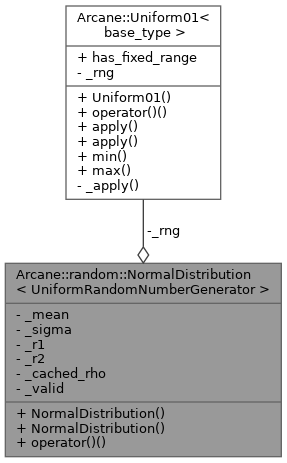 Arcane::Uniform01<
base_type >
+ has_fixed_range
- _rng
+ Uniform01()
+ operator()()
+ apply()
+ apply()
+ min()
+ max()
- _apply()
-_rng
Arcane::random::NormalDistribution
< UniformRandomNumberGenerator >
- _mean
- _sigma
- _r1
- _r2
- _cached_rho
- _valid
+ NormalDistribution()
+ NormalDistribution()
+ operator()()